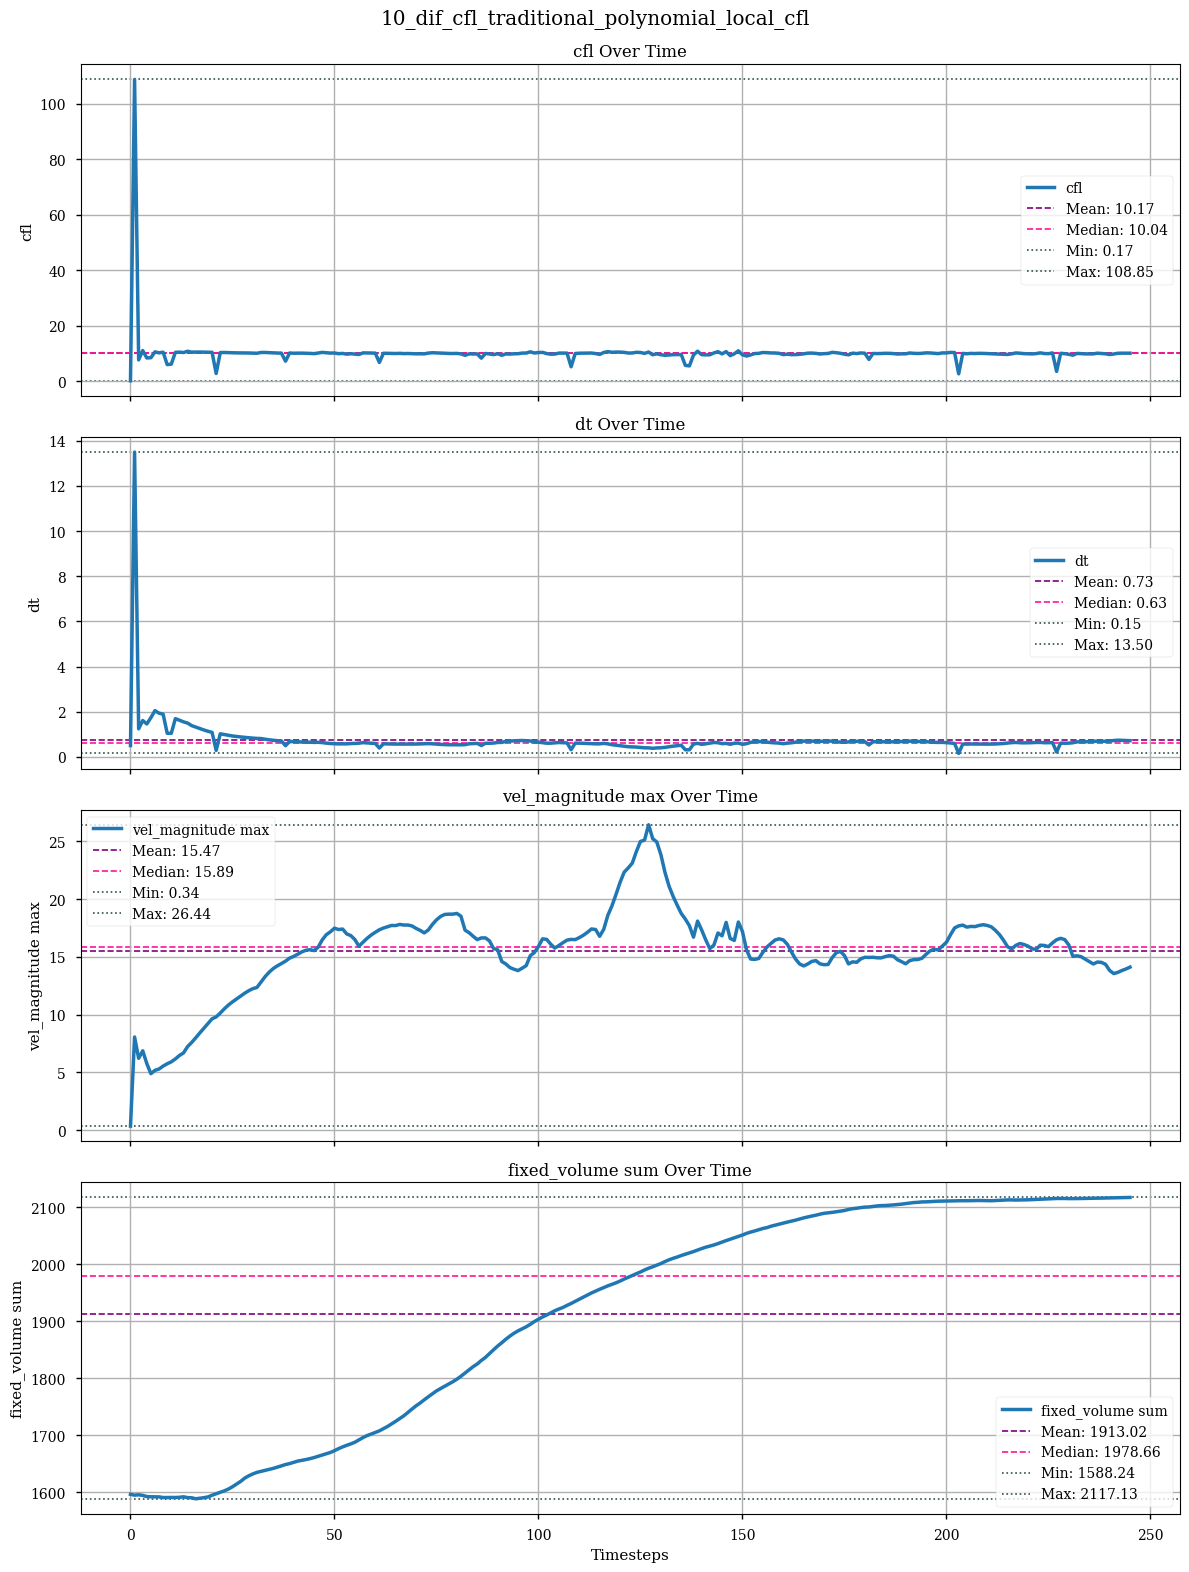 10_dif_cfl_traditional_polynomial_local_cfl
cfl Over Time
100
80
60
40
20
0
cfl
cfl
Mean: 10.17
Median: 10.04
Min: 0.17
Max: 108.85
dt Over Time
14
12
10
8
6
4
2
0
dt
dt
Mean: 0.73
Median: 0.63
Min: 0.15
Max: 13.50
vel_magnitude max Over Time
25
20
15
10
5
0
vel_magnitude max
vel_magnitude max
Mean: 15.47
Median: 15.89
Min: 0.34
Max: 26.44
fixed_volume sum Over Time
2100
2000
1900
1800
1700
1600
fixed_volume sum
fixed_volume sum
Mean: 1913.02
Median: 1978.66
Min: 1588.24
Max: 2117.13
0 50 100 150 200 250
Timesteps